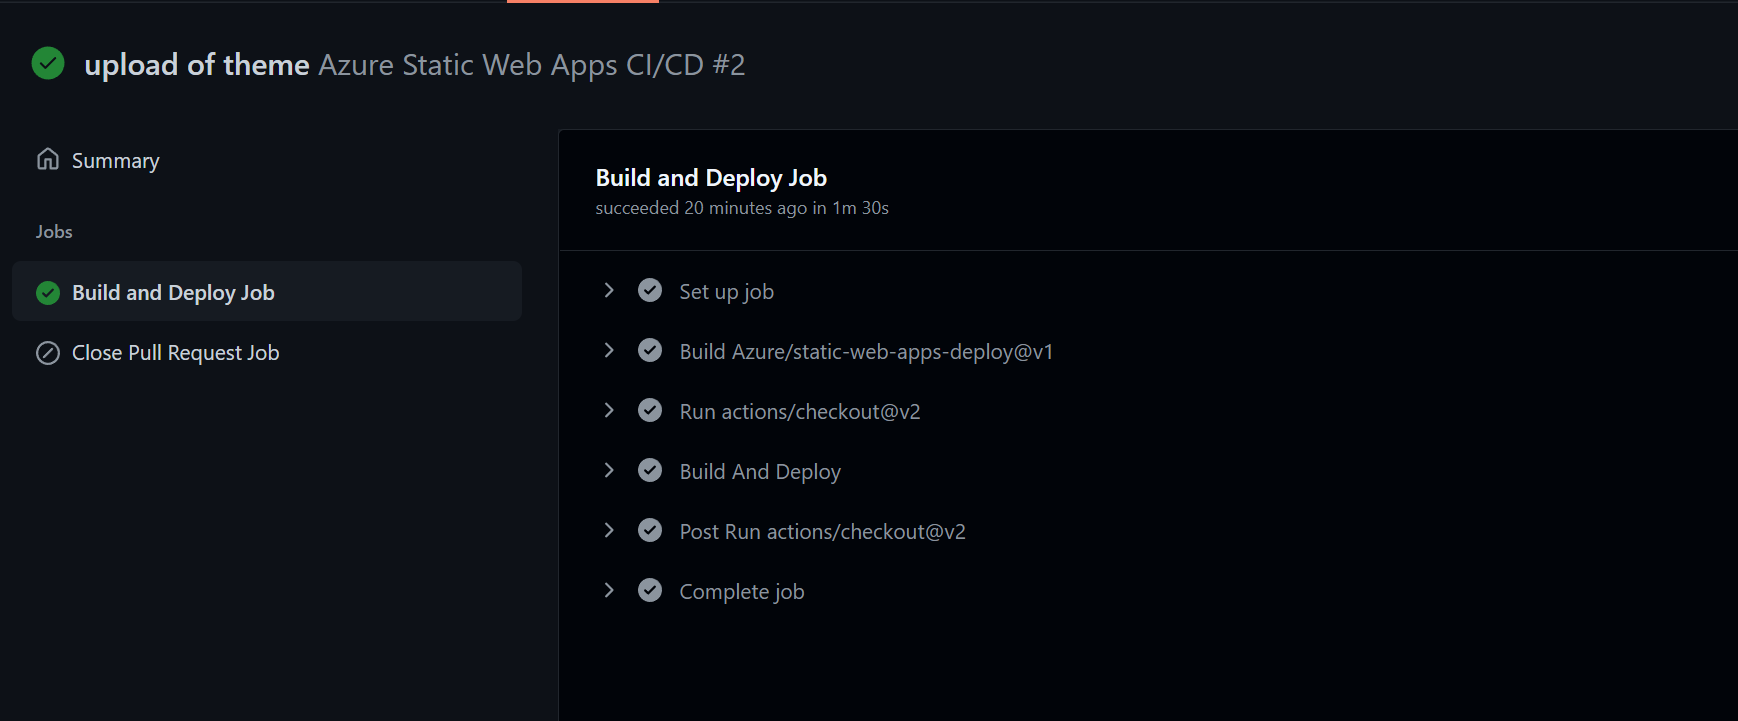 upload of theme Azure Static Web Apps CI/CD #2
Summary
Jobs
Build and Deploy Job
Close Pull Request Job
Build and Deploy Job
succeeded 20 minutes ago in 1m 30s
Set up job
Build Azure/static-web-apps-deploy@v1
Run actions/checkout@v2
Build And Deploy
Post Run actions/checkout@v2
Complete job